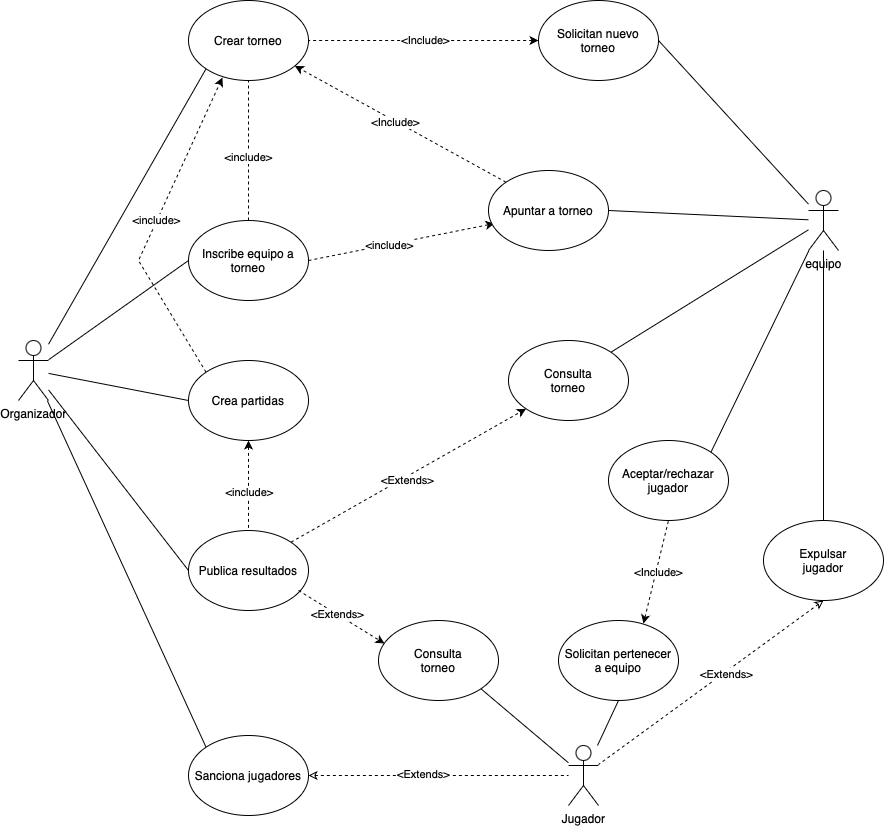 Crear torneo
<Include>
Solicitan nuevo
torneo
<Include>
<include>
<include>
Apuntar a torneo
Inscribe equipo a
torneo
<include>
equipo
Organizador
Crea partidas
Consulta
torneo
Aceptar/rechazar
jugador
<Extends>
<include>
Publica resultados
Expulsar
jugador
<Include>
<Extends>
Consulta
torneo
Solicitan pertenecer
a equipo
<Extends>
Sanciona jugadores
<Extends>
Jugador